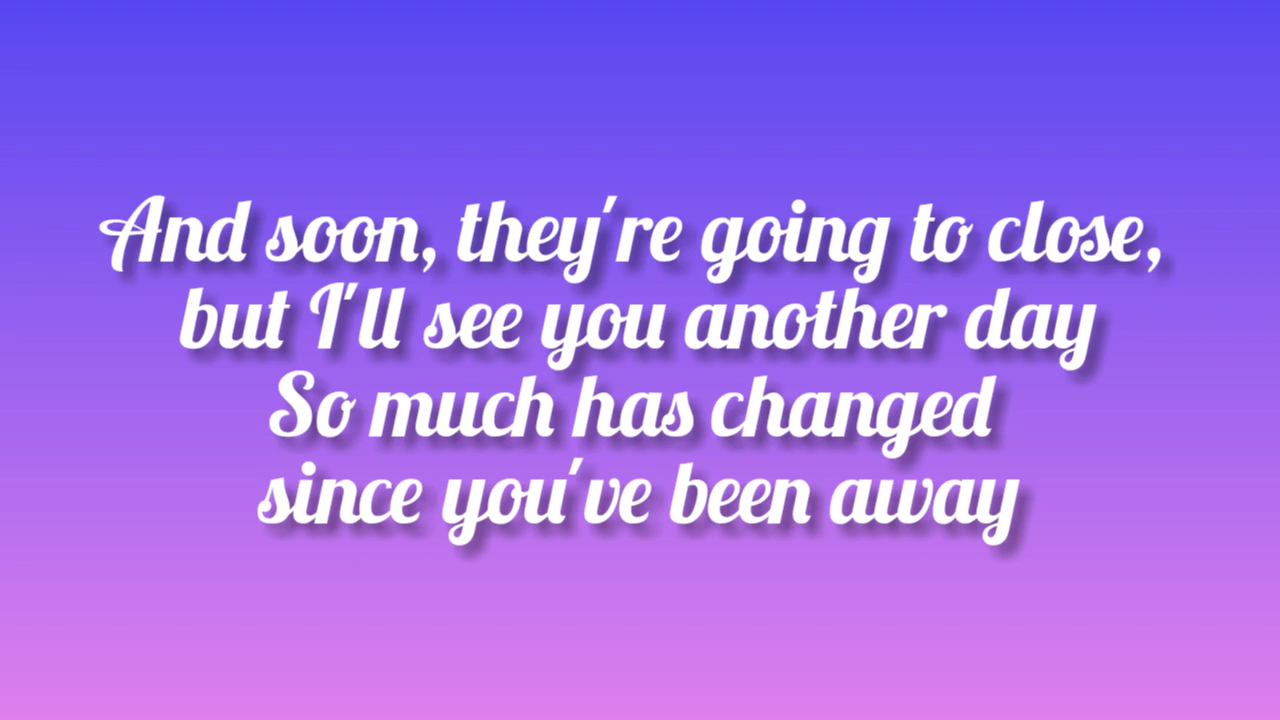 And soon, they're going to close,
but I'll see you another day
So much has changed
since you've been away